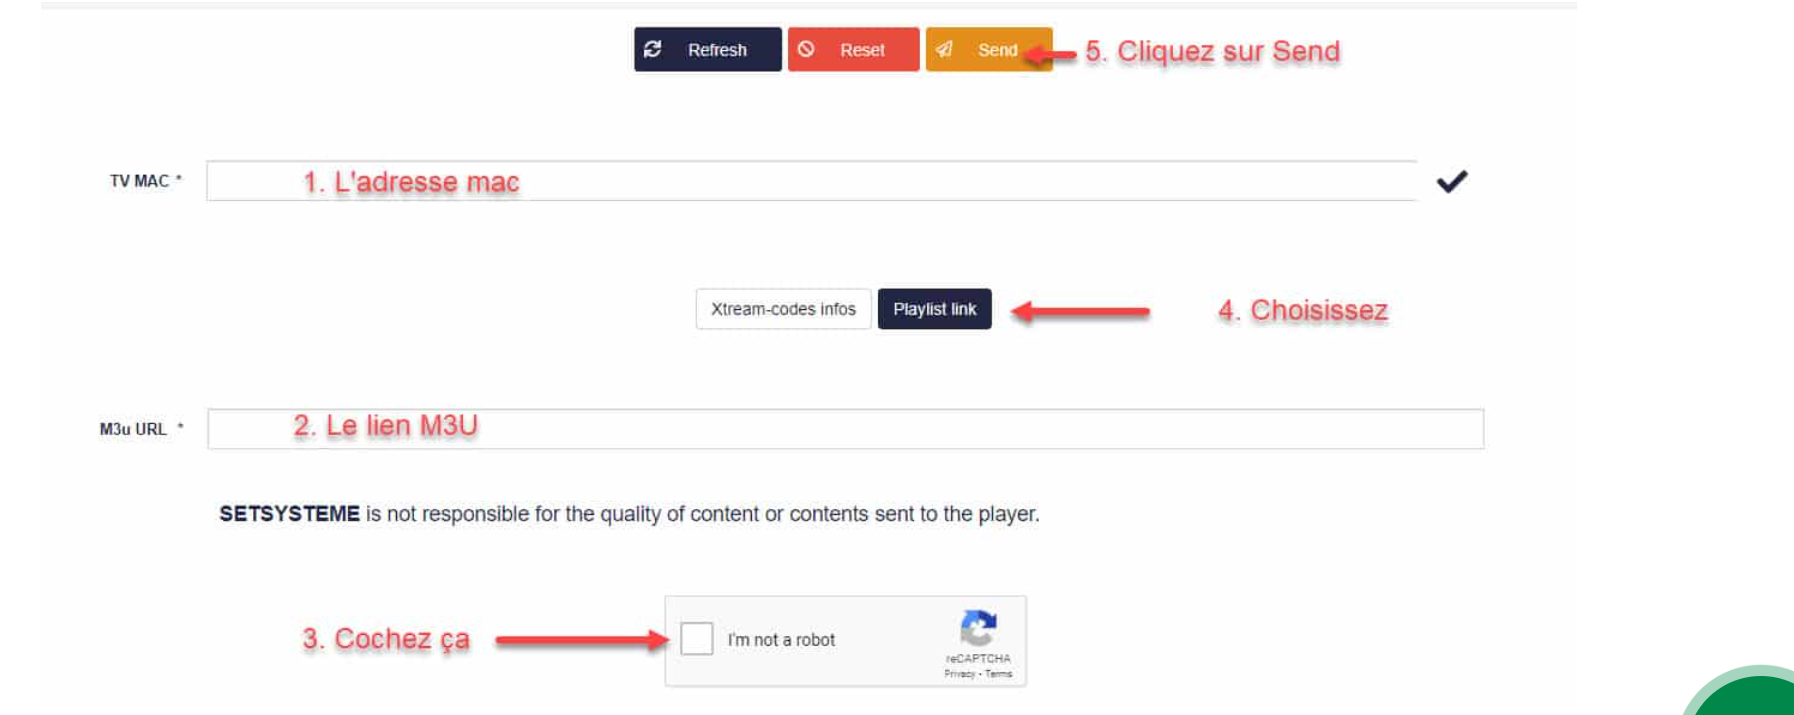 Refresh Reset Send 5. Cliquez sur Send
TV MAC * 1. L'adresse mac
Xtream-codes infos Playlist link 4. Choisissez
M3u URL * 2. Le lien M3U
SETSYSTEME is not responsible for the quality of content or contents sent to the player.
3. Cochez ça I'm not a robot
reCAPTCHA
Privacy - Terms